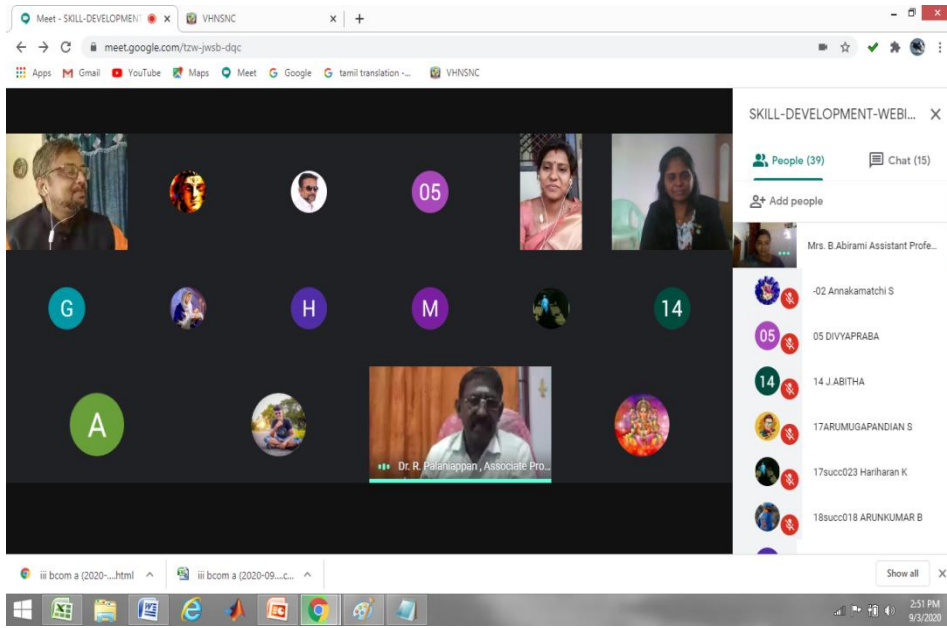 Meet - SKILL-DEVELOPMENT
VHNSNC
meet.google.com/tzw-jwsb-dqc
Apps
Gmail
YouTube
Maps
Meet
Google
tamil translation -...
VHNSNC
05
G
H
M
14
A
Dr. R. Palaniappan , Associate Pro...
SKILL-DEVELOPMENT-WEBI...
People (39)
Chat (15)
Add people
Mrs. B.Abirami Assistant Profe...
-02 Annakamatchi S
05
05 DIVYAPRABA
14
14 J.ABITHA
17ARUMUGAPANDIAN S
17succ023 Hariharan K
18succ018 ARUNKUMAR B
iii bcom a (2020-....html
iii bcom a (2020-09....c...
Show all
2:51 PM
9/3/2020